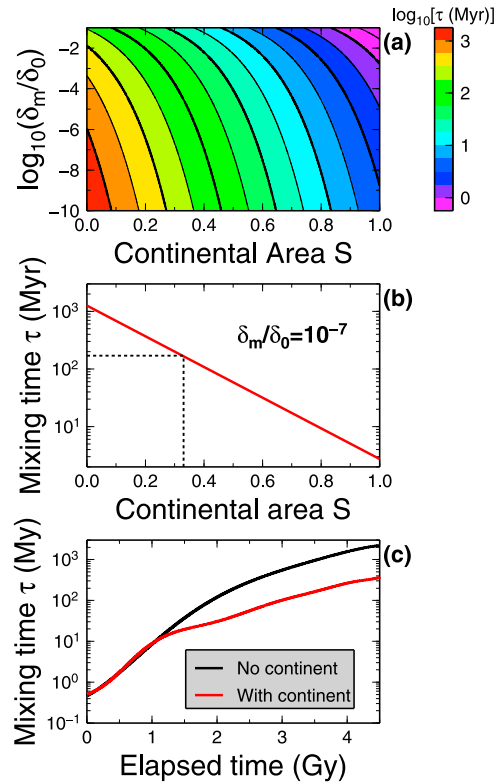 log₁₀[τ (Myr)]
(a)
−2
−4
−6
−8
−10
log₁₀(δₘ/δ₀)
0.0 0.2 0.4 0.6 0.8 1.0
Continental Area S
3
2
1
0
(b)
10³
10²
10¹
Mixing time τ (Myr)
δₘ/δ₀=10⁻⁷
0.0 0.2 0.4 0.6 0.8 1.0
Continental area S
(c)
10³
10²
10¹
10⁰
10⁻¹
Mixing time τ (My)
No continent
With continent
0 1 2 3 4
Elapsed time (Gy)